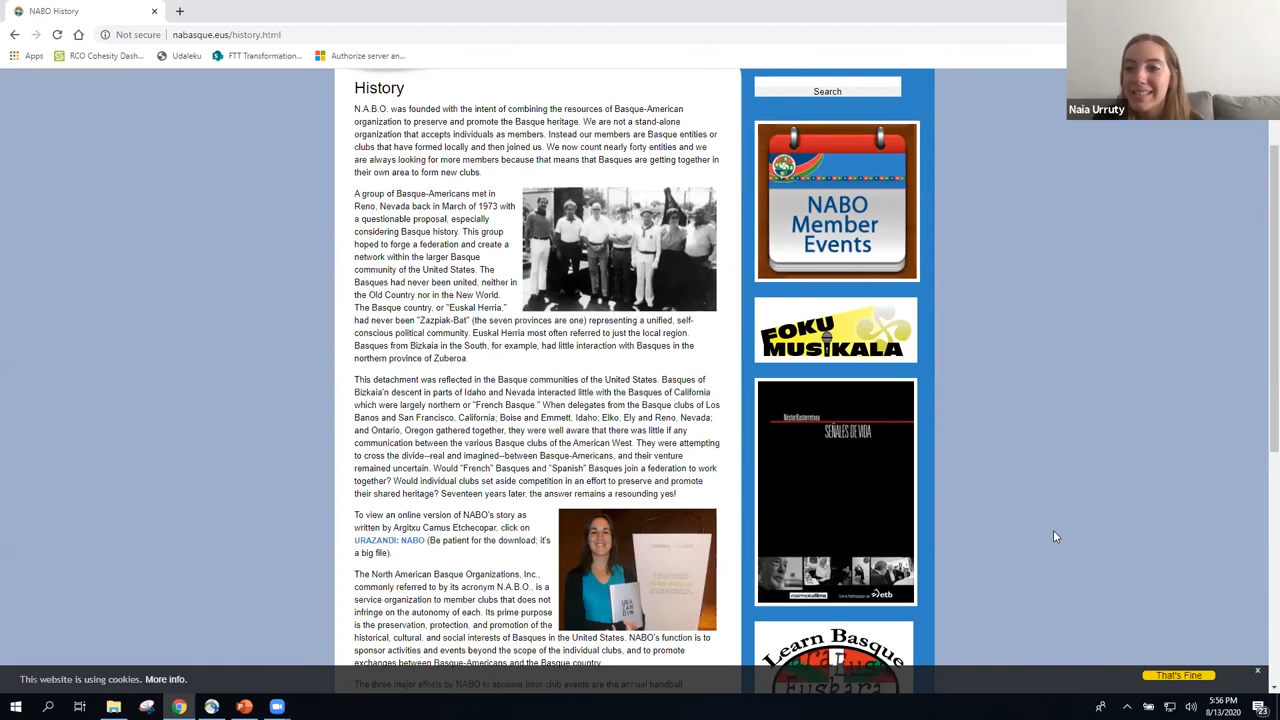 NABO History
Not secure | nabasque.eus/history.html
Apps
RCO Cohesity Dash...
Udaleku
FTT Transformation...
Authorize server an...
Naia Urruty
History
N.A.B.O. was founded with the intent of combining the resources of Basque-American
organization to preserve and promote the Basque heritage. We are not a stand-alone
organization that accepts individuals as members. Instead our members are Basque entities or
clubs that have formed locally and then joined us. We now count nearly forty entities and we
are always looking for more members because that means that Basques are getting together in
their own area to form new clubs.
A group of Basque-Americans met in
Reno, Nevada back in March of 1973 with
a questionable proposal, especially
considering Basque history. This group
hoped to forge a federation and create a
network within the larger Basque
community of the United States. The
Basques had never been united, neither in
the Old Country nor in the New World.
The Basque country, or "Euskal Herria,"
had never been "Zazpiak-Bat" (the seven provinces are one) representing a unified, self-
conscious political community. Euskal Herria most often referred to just the local region.
Basques from Bizkaia in the South, for example, had little interaction with Basques in the
northern province of Zuberoa.
This detachment was reflected in the Basque communities of the United States. Basques of
Bizkaia'n descent in parts of Idaho and Nevada interacted little with the Basques of California
which were largely northern or "French Basque." When delegates from the Basque clubs of Los
Banos and San Francisco, California; Boise and Emmett, Idaho; Elko, Ely and Reno, Nevada;
and Ontario, Oregon gathered together, they were well aware that there was little if any
communication between the various Basque clubs of the American West. They were attempting
to cross the divide--real and imagined--between Basque-Americans, and their venture
remained uncertain. Would "French" Basques and "Spanish" Basques join a federation to work
together? Would individual clubs set aside competition in an effort to preserve and promote
their shared heritage? Seventeen years later, the answer remains a resounding yes!
To view an online version of NABO's story as
written by Argitxu Camus Etchecopar, click on
URAZANDI: NABO (Be patient for the download; it's
a big file).
The North American Basque Organizations, Inc.,
commonly referred to by its acronym N.A.B.O., is a
service organization to member clubs that does not
infringe on the autonomy of each. Its prime purpose
is the preservation, protection, and promotion of the
historical, cultural, and social interests of Basques in the United States. NABO's function is to
sponsor activities and events beyond the scope of the individual clubs, and to promote
exchanges between Basque-Americans and the Basque country.
The three major efforts by NABO to sponsor inter-club events are the annual handball
Search
NABO
Member
Events
FOKU
MUSIKALA
Néstor Basterretxea
SEÑALES DE VIDA
etb
Learn Basque
Euskara
This website is using cookies. More info.
That's Fine
x
5:56 PM
8/13/2020
23